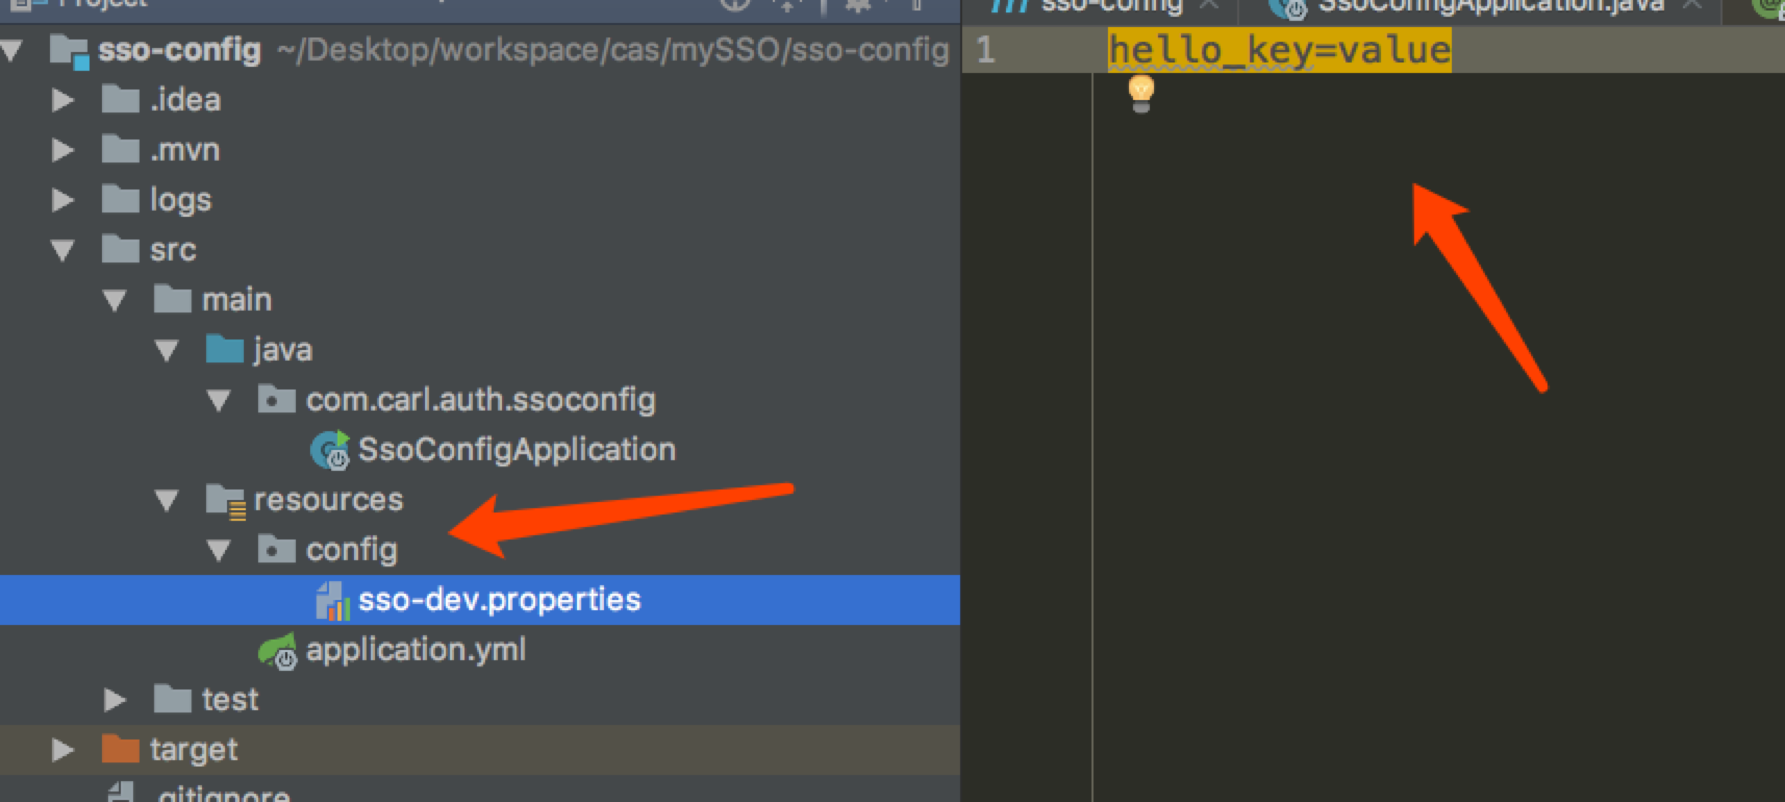 Project
sso-config ~/Desktop/workspace/cas/mySSO/sso-config
.idea
.mvn
logs
src
main
java
com.carl.auth.ssoconfig
SsoConfigApplication
resources
config
sso-dev.properties
application.yml
test
target
.gitignore
sso-config
SsoConfigApplication.java
1 hello_key=value